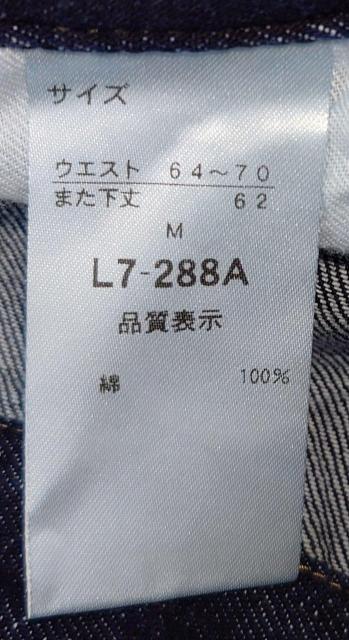 サイズ
ウエスト 64～70
また下丈 62
M
L7-288A
品質表示
綿 100%